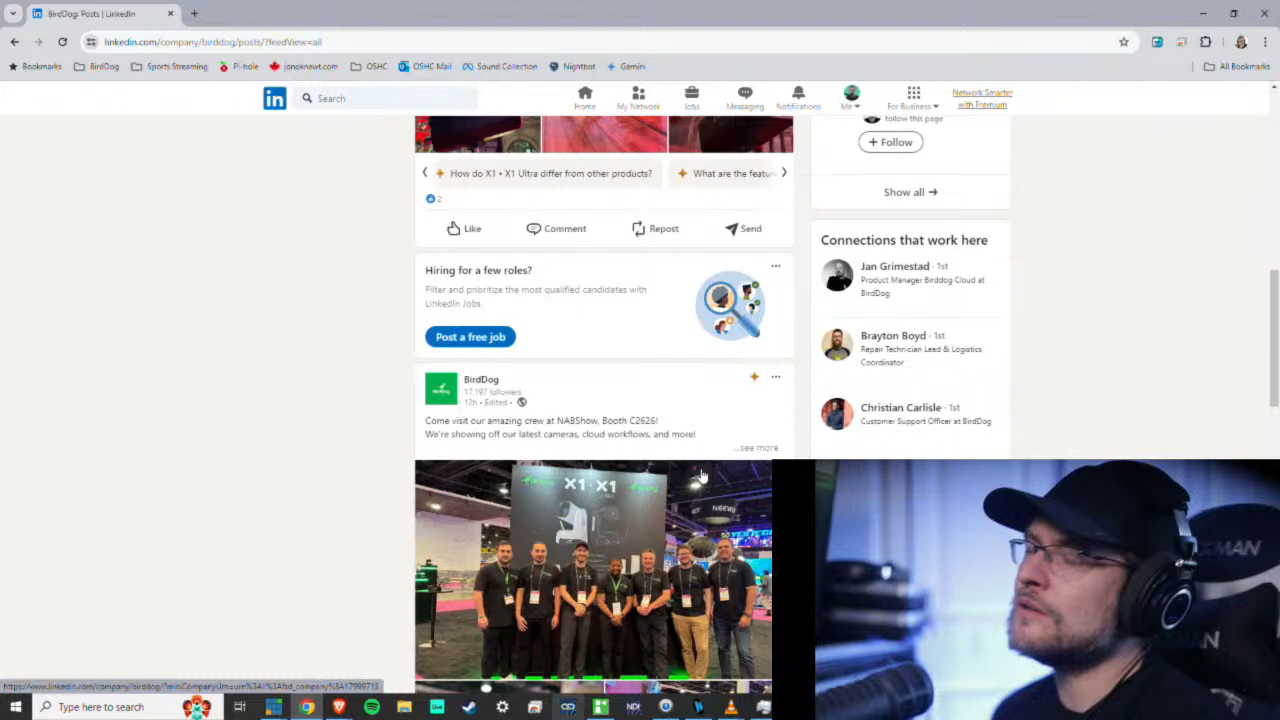 BirdDog: Posts | LinkedIn
linkedin.com/company/birddog/posts/?feedView=all
Bookmarks BirdDog Sports Streaming Pi-hole jonoknewt.com OSHC OSHC Mail Sound Collection Nightbot Gemini All Bookmarks
in Search Home My Network Jobs Messaging Notifications Me For Business Network Smarter with Premium
How do X1 • X1 Ultra differ from other products?
What are the featur
2
Like Comment Repost Send
Hiring for a few roles?
Filter and prioritize the most qualified candidates with
LinkedIn Jobs.
Post a free job
BirdDog
17,197 followers
12h • Edited •
Come visit our amazing crew at NABShow, Booth C2626!
We're showing off our latest cameras, cloud workflows, and more!
...see more
X1 · X1
follow this page
+ Follow
Show all →
Connections that work here
Jan Grimestad · 1st
Product Manager Birddog Cloud at
BirdDog
Brayton Boyd · 1st
Repair Technician Lead & Logistics
Coordinator
Christian Carlisle · 1st
Customer Support Officer at BirdDog
XMAN
Type here to search
Live
NDI